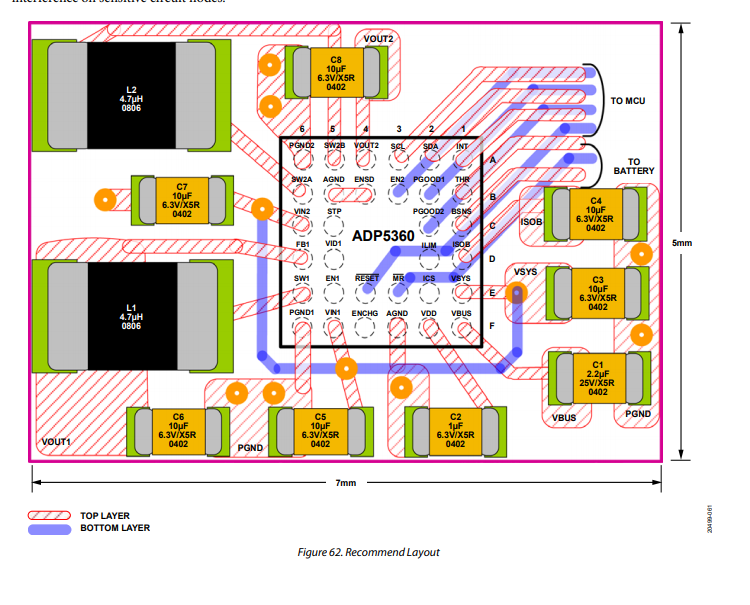 interference on sensitive circuit nodes.
L2
4.7µH
0806
C8
10µF
6.3V/X5R
0402
VOUT2
TO MCU
6 5 4 3 2 1
PGND2 SW2B VOUT2 SCL SDA INT
A
TO
BATTERY
SW2A AGND ENSD EN2 PGOOD1 THR
B
C7
10µF
6.3V/X5R
0402
VIN2 STP PGOOD2 BSNS
C
ISOB
C4
10µF
6.3V/X5R
0402
ADP5360
FB1 VID1 ILIM ISOB
D
5mm
VSYS
SW1 EN1 RESET MR ICS VSYS
E
C3
10µF
6.3V/X5R
0402
L1
4.7µH
0806
PGND1 VIN1 ENCHG AGND VDD VBUS
F
C1
2.2µF
25V/X5R
0402
VBUS
PGND
VOUT1
C6
10µF
6.3V/X5R
0402
PGND
C5
10µF
6.3V/X5R
0402
C2
1µF
6.3V/X5R
0402
7mm
TOP LAYER
BOTTOM LAYER
20499-061
Figure 62. Recommend Layout